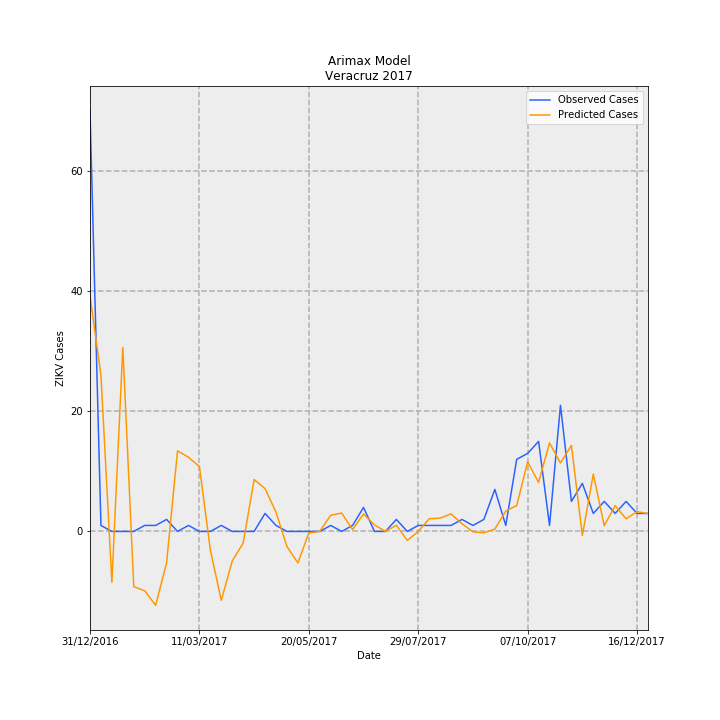 Arimax Model
Veracruz 2017
Observed Cases
Predicted Cases
60
40
20
0
ZIKV Cases
31/12/2016 11/03/2017 20/05/2017 29/07/2017 07/10/2017 16/12/2017
Date